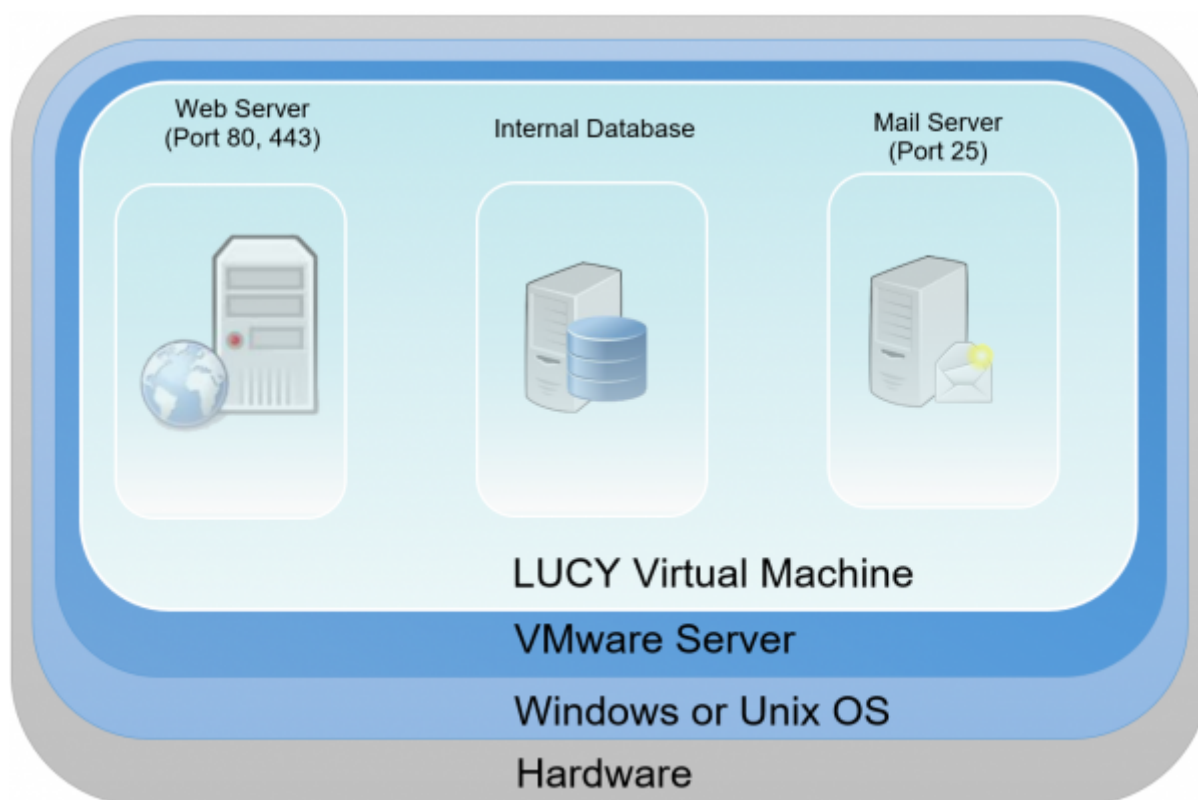 Web Server
(Port 80, 443)
Internal Database
Mail Server
(Port 25)
LUCY Virtual Machine
VMware Server
Windows or Unix OS
Hardware